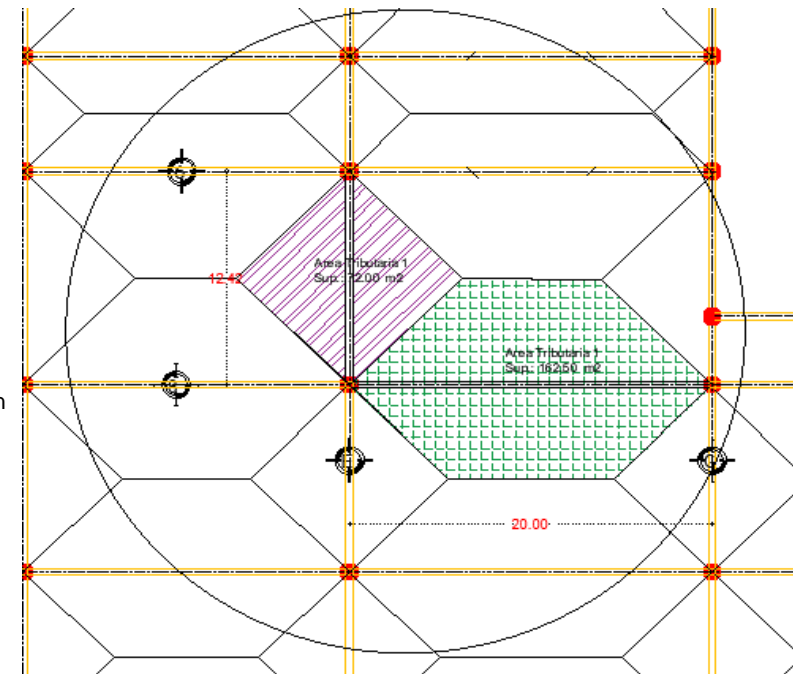 Area Tributaria 1
Sup.: 72.00 m2
12.42
Area Tributaria 1
Sup.: 162.50 m2
20.00
n